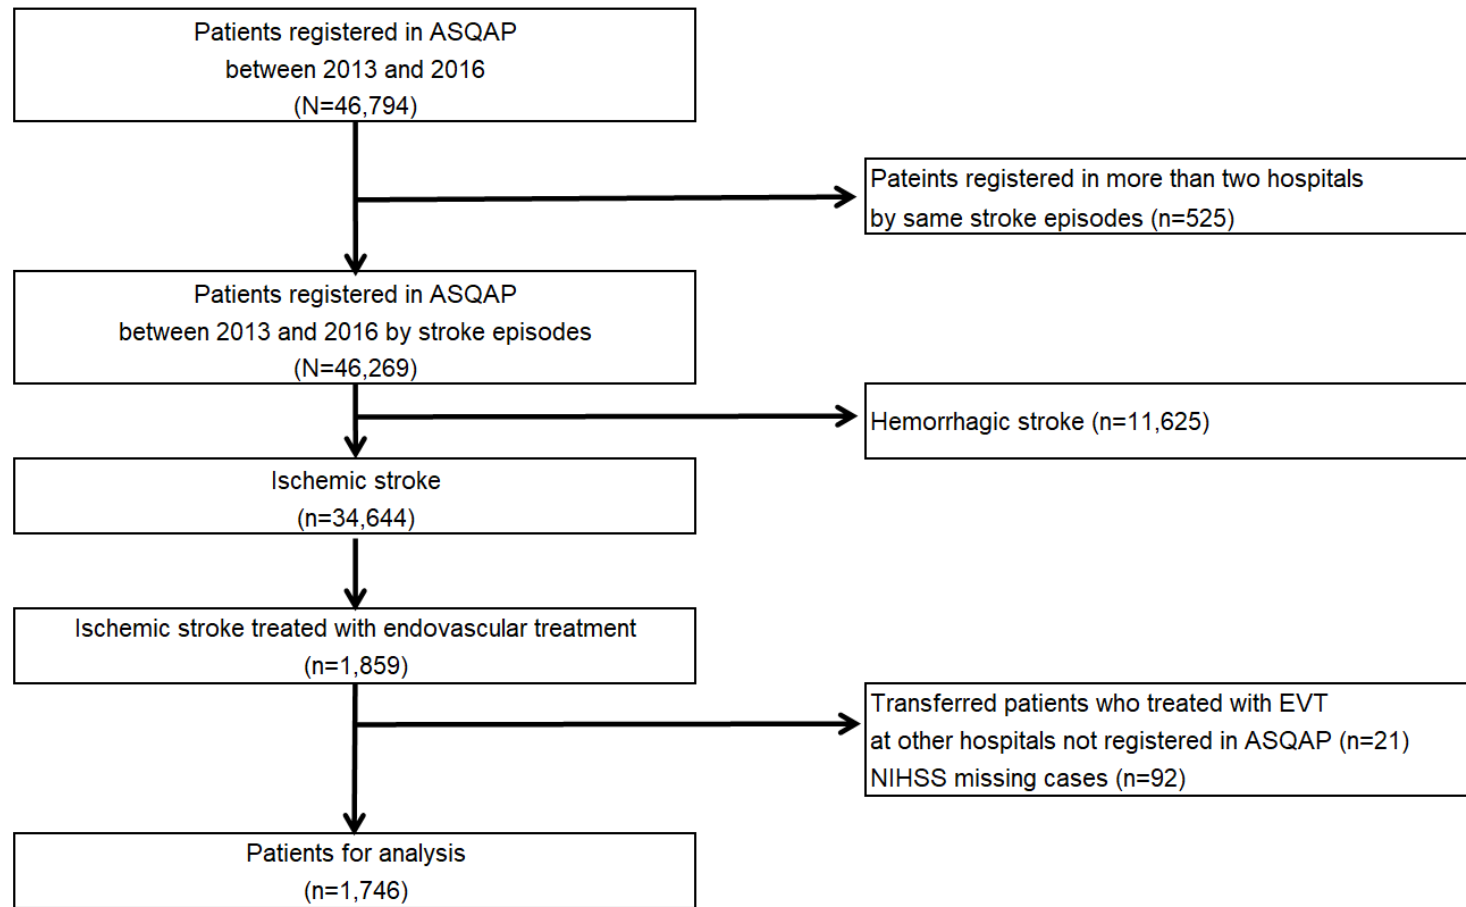 Patients registered in ASQAP
between 2013 and 2016
(N=46,794)
Pateints registered in more than two hospitals
by same stroke episodes (n=525)
Patients registered in ASQAP
between 2013 and 2016 by stroke episodes
(N=46,269)
Hemorrhagic stroke (n=11,625)
Ischemic stroke
(n=34,644)
Ischemic stroke treated with endovascular treatment
(n=1,859)
Transferred patients who treated with EVT
at other hospitals not registered in ASQAP (n=21)
NIHSS missing cases (n=92)
Patients for analysis
(n=1,746)